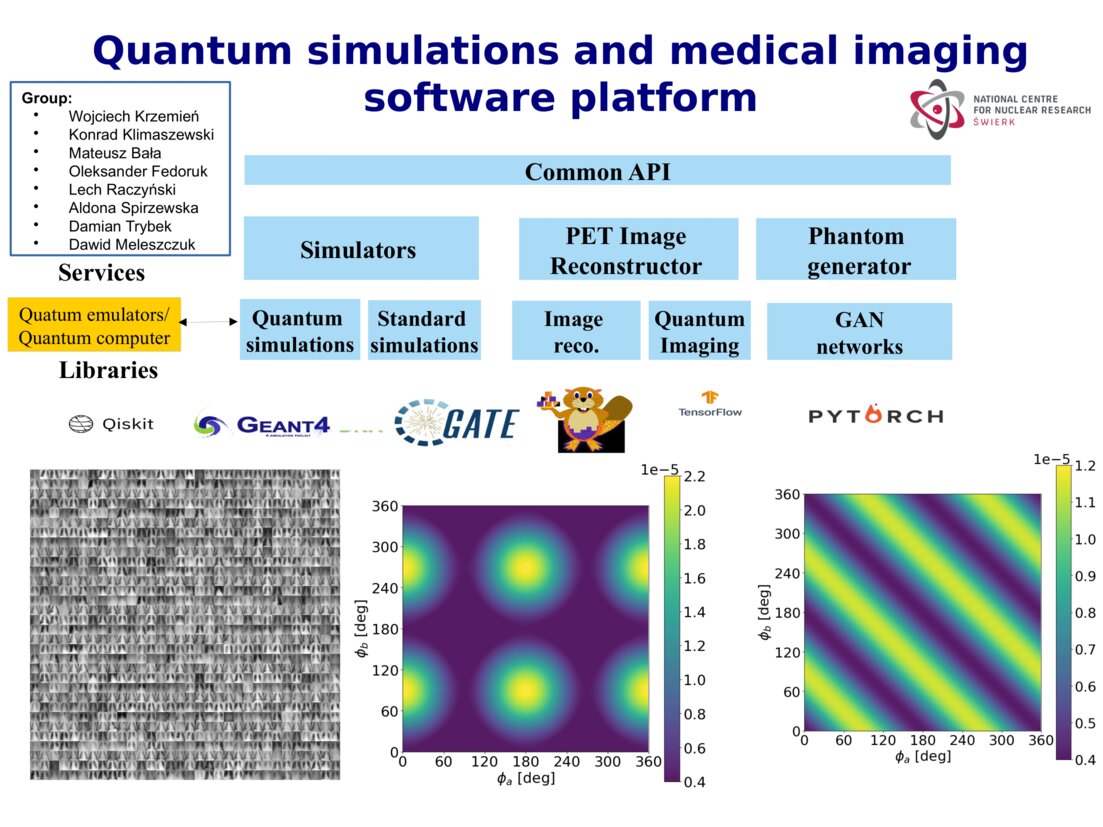 Quantum simulations and medical imaging
software platform
Group:
• Wojciech Krzemień
• Konrad Klimaszewski
• Mateusz Bała
• Oleksander Fedoruk
• Lech Raczyński
• Aldona Spirzewska
• Damian Trybek
• Dawid Meleszczuk
NATIONAL CENTRE
FOR NUCLEAR RESEARCH
ŚWIERK
Common API
Simulators
PET Image
Reconstructor
Phantom
generator
Services
Quatum emulators/
Quantum computer
Quantum
simulations
Standard
simulations
Image
reco.
Quantum
Imaging
GAN
networks
Libraries
Qiskit
GEANT4
A SIMULATION TOOLKIT
GATE
TensorFlow
PYTORCH
1e−5
2.2
2.0
1.8
1.6
1.4
1.2
1.0
0.8
0.6
0.4
360
300
240
180
120
60
0
ϕb [deg]
0 60 120 180 240 300 360
ϕa [deg]
1e−5
1.2
1.1
1.0
0.9
0.8
0.7
0.6
0.5
0.4
360
300
240
180
120
60
0
ϕb [deg]
0 60 120 180 240 300 360
ϕa [deg]